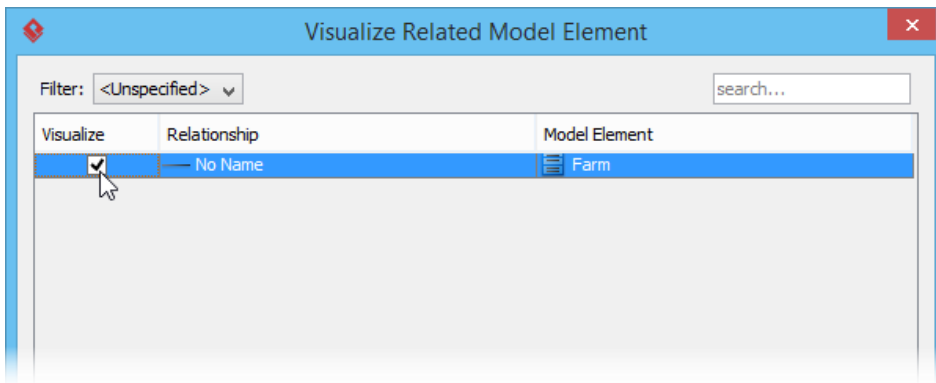 Visualize Related Model Element
Filter: <Unspecified> search...
Visualize Relationship Model Element
No Name Farm